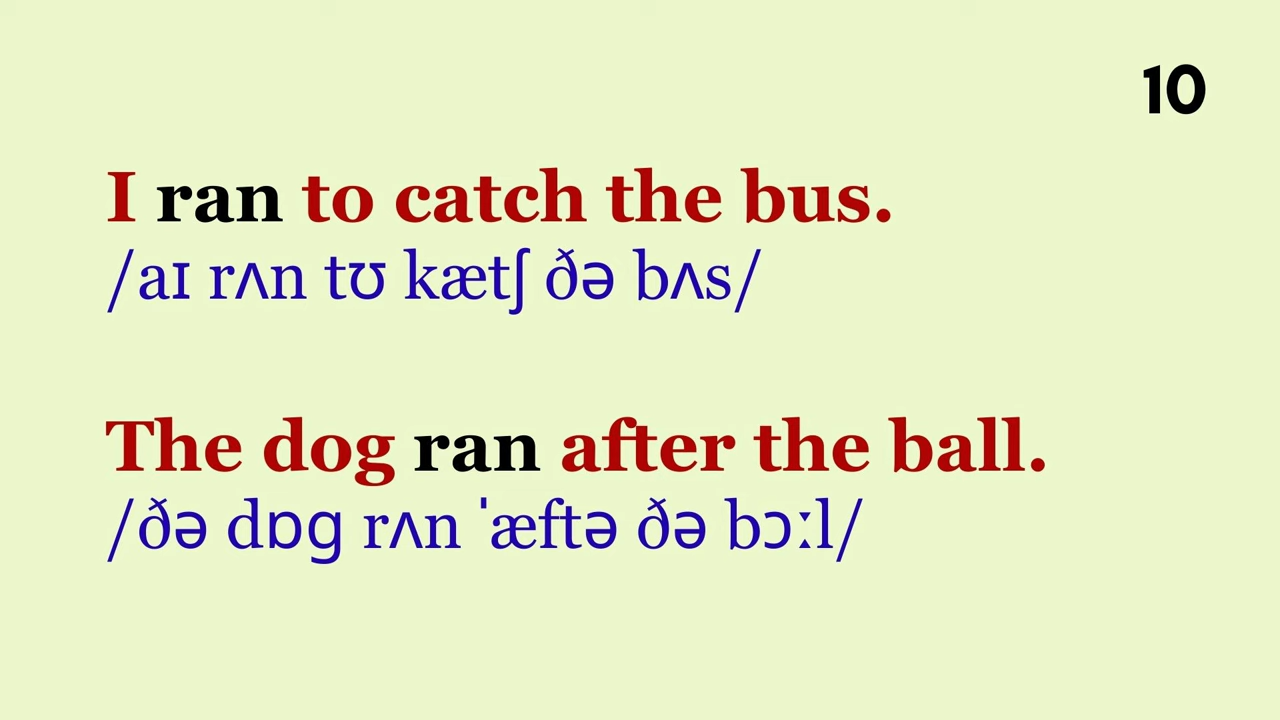 10
I ran to catch the bus.
/aɪ rʌn tʊ kætʃ ðə bʌs/
The dog ran after the ball.
/ðə dɒg rʌn ˈæftə ðə bɔːl/